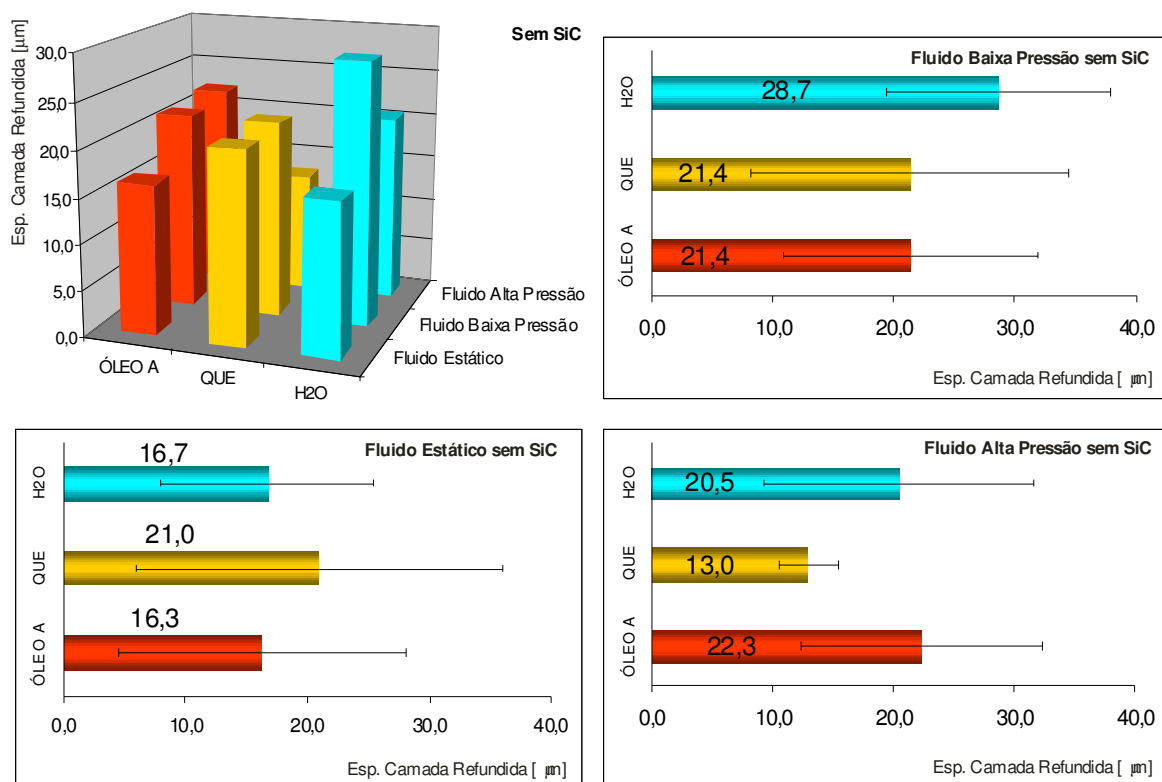 Sem SiC
Esp. Camada Refundida [µm]
30,0
25,0
20,0
15,0
10,0
5,0
0,0
ÓLEO A
QUE
H2O
Fluido Alta Pressão
Fluido Baixa Pressão
Fluido Estático
Fluido Baixa Pressão sem SiC
H2O
28,7
QUE
21,4
ÓLEO A
21,4
0,0 10,0 20,0 30,0 40,0
Esp. Camada Refundida [ µm]
Fluido Estático sem SiC
H2O
16,7
QUE
21,0
ÓLEO A
16,3
0,0 10,0 20,0 30,0 40,0
Esp. Camada Refundida [ µm]
Fluido Alta Pressão sem SiC
H2O
20,5
QUE
13,0
ÓLEO A
22,3
0,0 10,0 20,0 30,0 40,0
Esp. Camada Refundida [ µm]